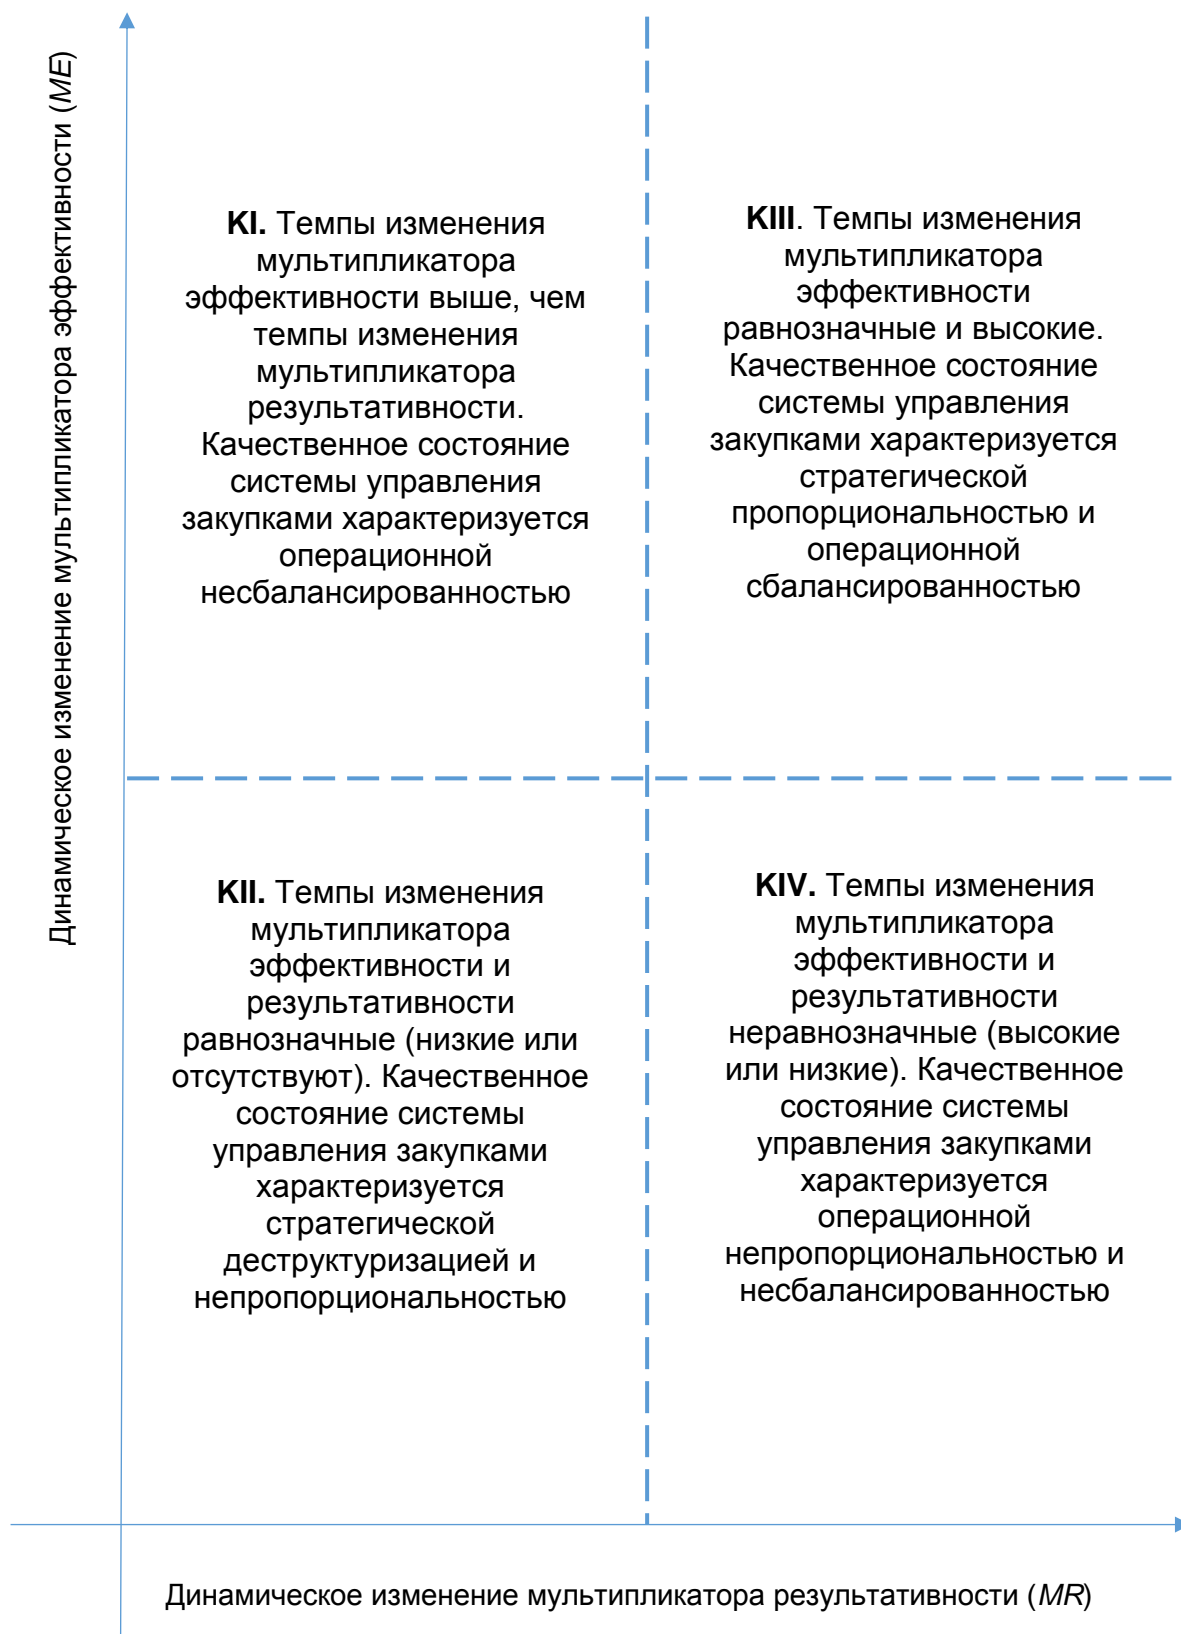 Динамическое изменение мультипликатора эффективности (ME)
KI. Темпы изменения
мультипликатора
эффективности выше, чем
темпы изменения
мультипликатора
результативности.
Качественное состояние
системы управления
закупками характеризуется
операционной
несбалансированностью
KIII. Темпы изменения
мультипликатора
эффективности
равнозначные и высокие.
Качественное состояние
системы управления
закупками характеризуется
стратегической
пропорциональностью и
операционной
сбалансированностью
KII. Темпы изменения
мультипликатора
эффективности и
результативности
равнозначные (низкие или
отсутствуют). Качественное
состояние системы
управления закупками
характеризуется
стратегической
деструктуризацией и
непропорциональностью
KIV. Темпы изменения
мультипликатора
эффективности и
результативности
неравнозначные (высокие
или низкие). Качественное
состояние системы
управления закупками
характеризуется
операционной
непропорциональностью и
несбалансированностью
Динамическое изменение мультипликатора результативности (MR)